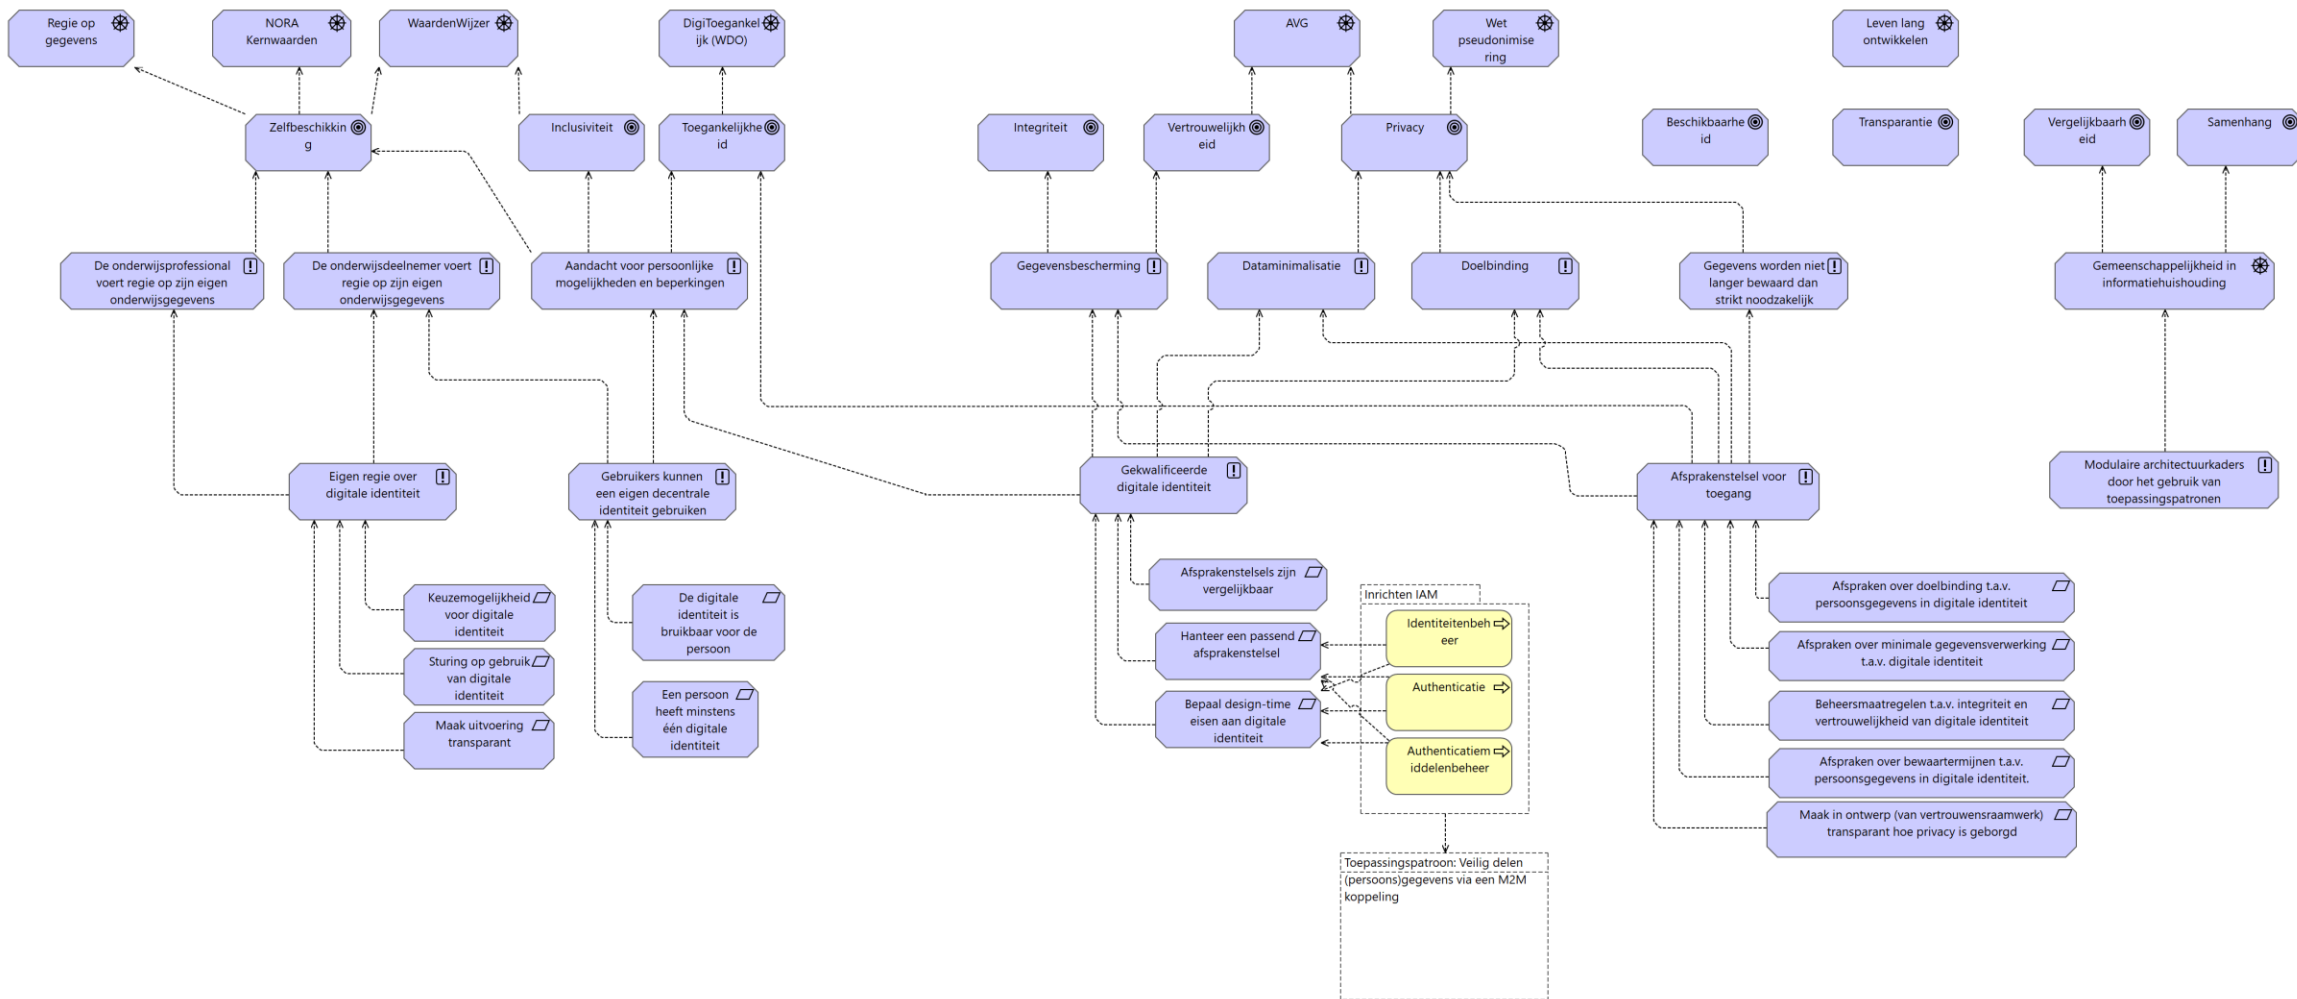 Regie op
gegevens
NORA
Kernwaarden
WaardenWijzer
DigiToegankel
ijk (WDO)
AVG
Wet
pseudonimise
ring
Leven lang
ontwikkelen
Zelfbeschikkin
g
Inclusiviteit
Toegankelijkhe
id
Integriteit
Vertrouwelijkh
eid
Privacy
Beschikbaarhe
id
Transparantie
Vergelijkbaarh
eid
Samenhang
De onderwijsprofessional
voert regie op zijn eigen
onderwijsgegevens
De onderwijsdeelnemer voert
regie op zijn eigen
onderwijsgegevens
Aandacht voor persoonlijke
mogelijkheden en beperkingen
Gegevensbescherming
Dataminimalisatie
Doelbinding
Gegevens worden niet
langer bewaard dan
strikt noodzakelijk
Gemeenschappelijkheid in
informatiehuishouding
Eigen regie over
digitale identiteit
Gebruikers kunnen
een eigen decentrale
identiteit gebruiken
Gekwalificeerde
digitale identiteit
Afsprakenstelsel voor
toegang
Modulaire architectuurkaders
door het gebruik van
toepassingspatronen
Keuzemogelijkheid
voor digitale
identiteit
Sturing op gebruik
van digitale
identiteit
Maak uitvoering
transparant
De digitale
identiteit is
bruikbaar voor de
persoon
Een persoon
heeft minstens
één digitale
identiteit
Afsprakenstelsels zijn
vergelijkbaar
Hanteer een passend
afsprakenstelsel
Bepaal design-time
eisen aan digitale
identiteit
Inrichten IAM
Identiteitenbeh
eer
Authenticatie
Authenticatiem
iddelenbeheer
Afspraken over doelbinding t.a.v.
persoonsgegevens in digitale identiteit
Afspraken over minimale gegevensverwerking
t.a.v. digitale identiteit
Beheersmaatregelen t.a.v. integriteit en
vertrouwelijkheid van digitale identiteit
Afspraken over bewaartermijnen t.a.v.
persoonsgegevens in digitale identiteit.
Maak in ontwerp (van vertrouwensraamwerk)
transparant hoe privacy is geborgd
Toepassingspatroon: Veilig delen
(persoons)gegevens via een M2M
koppeling